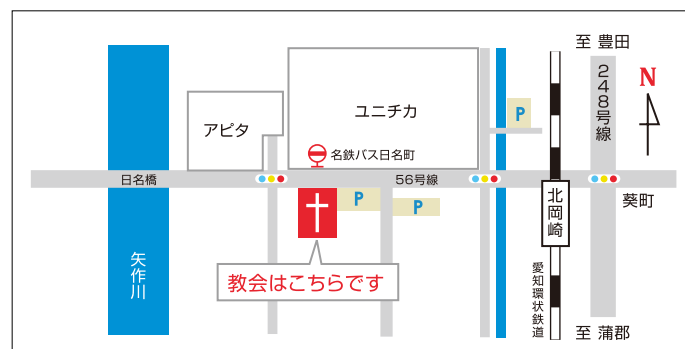 至 豊田
248号線
N
ユニチカ
P
アピタ
名鉄バス日名町
日名橋
56号線
北岡崎
葵町
P
P
矢作川
教会はこちらです
愛知環状鉄道
至 蒲郡